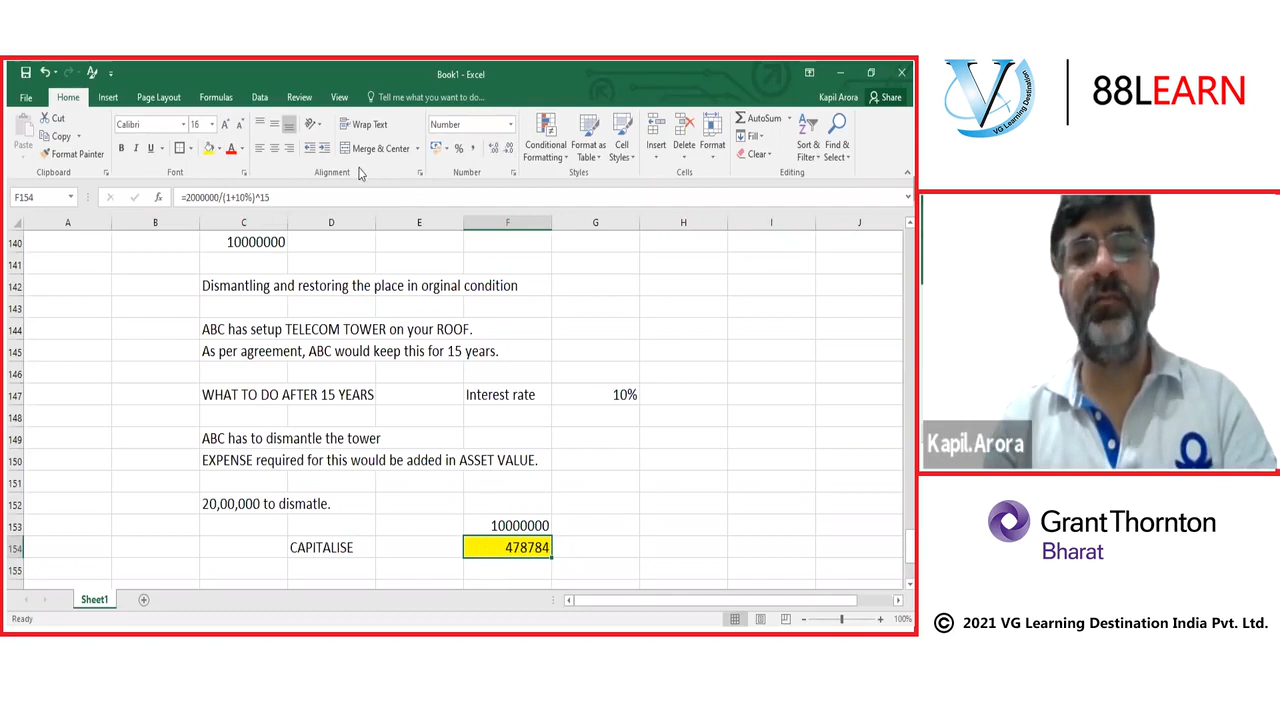 Book1 - Excel
File Home Insert Page Layout Formulas Data Review View Tell me what you want to do... Kapil Arora Share
Paste
Cut
Copy
Format Painter
Clipboard
Calibri 16
B I U
Font
Wrap Text
Merge & Center
Alignment
Number
Number
Conditional Formatting
Format as Table
Cell Styles
Styles
Insert Delete Format
Cells
AutoSum
Fill
Clear
Sort & Filter
Find & Select
Editing
F154 fx =2000000/(1+10%)^15
A B C D E F G H I J
140 10000000
141
142 Dismantling and restoring the place in orginal condition
143
144 ABC has setup TELECOM TOWER on your ROOF.
145 As per agreement, ABC would keep this for 15 years.
146
147 WHAT TO DO AFTER 15 YEARS Interest rate 10%
148
149 ABC has to dismantle the tower
150 EXPENSE required for this would be added in ASSET VALUE.
151
152 20,00,000 to dismatle.
153 10000000
154 CAPITALISE 478784
155
Sheet1
Ready 100%
V
VG Learning Destination
88LEARN
Kapil.Arora
Grant Thornton
Bharat
© 2021 VG Learning Destination India Pvt. Ltd.